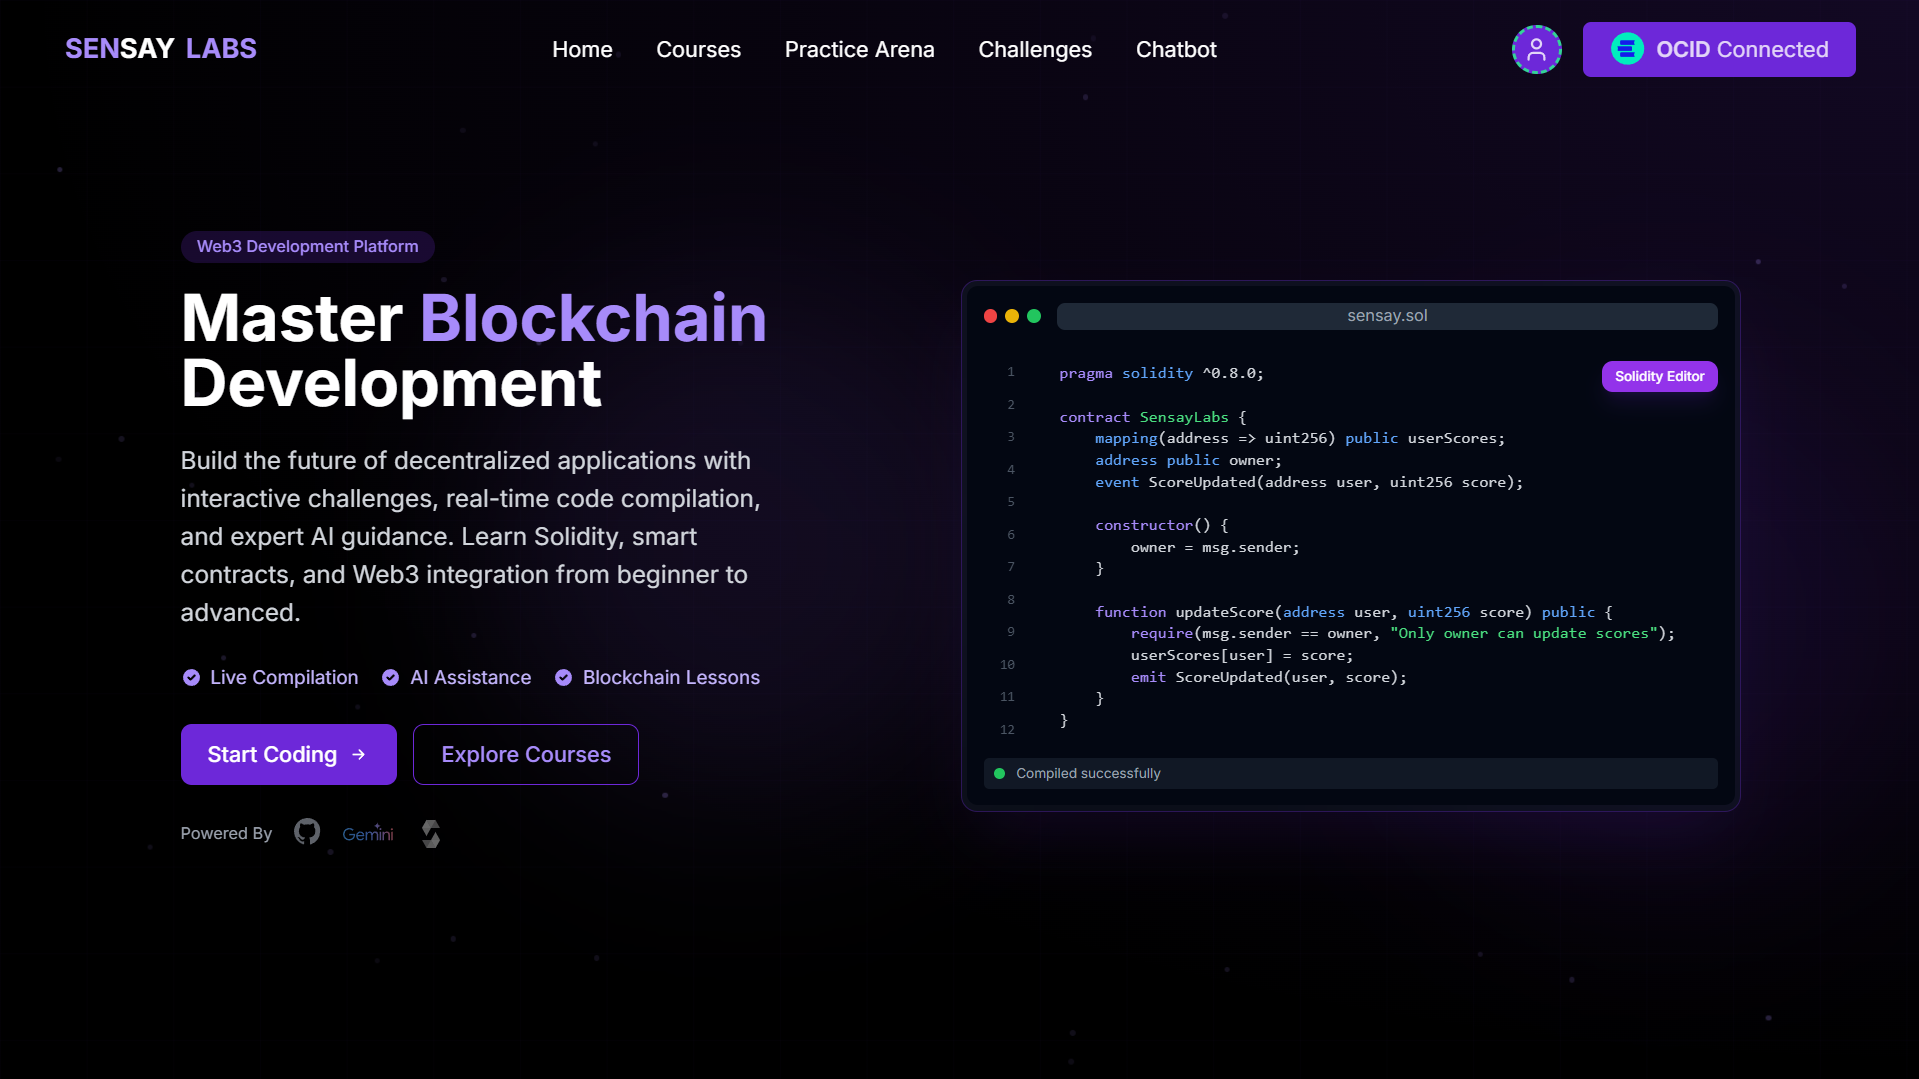 SENSAY LABS
Home
Courses
Practice Arena
Challenges
Chatbot
OCID Connected
Web3 Development Platform
Master Blockchain
Development
Build the future of decentralized applications with
interactive challenges, real-time code compilation,
and expert AI guidance. Learn Solidity, smart
contracts, and Web3 integration from beginner to
advanced.
Live Compilation
AI Assistance
Blockchain Lessons
Start Coding →
Explore Courses
Powered By
Gemini
sensay.sol
Solidity Editor
1
2
3
4
5
6
7
8
9
10
11
12
pragma solidity ^0.8.0;
contract SensayLabs {
    mapping(address => uint256) public userScores;
    address public owner;
    event ScoreUpdated(address user, uint256 score);
    constructor() {
        owner = msg.sender;
    }
    function updateScore(address user, uint256 score) public {
        require(msg.sender == owner, "Only owner can update scores");
        userScores[user] = score;
        emit ScoreUpdated(user, score);
    }
}
Compiled successfully